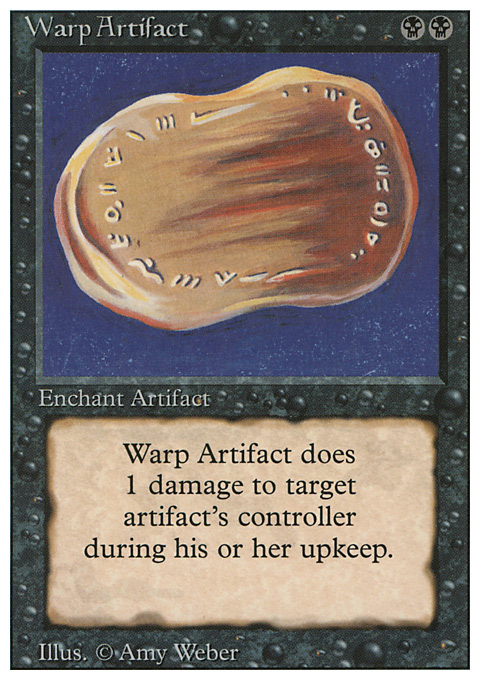 Warp Artifact
Enchant Artifact
Warp Artifact does
1 damage to target
artifact's controller
during his or her upkeep.
Illus. © Amy Weber